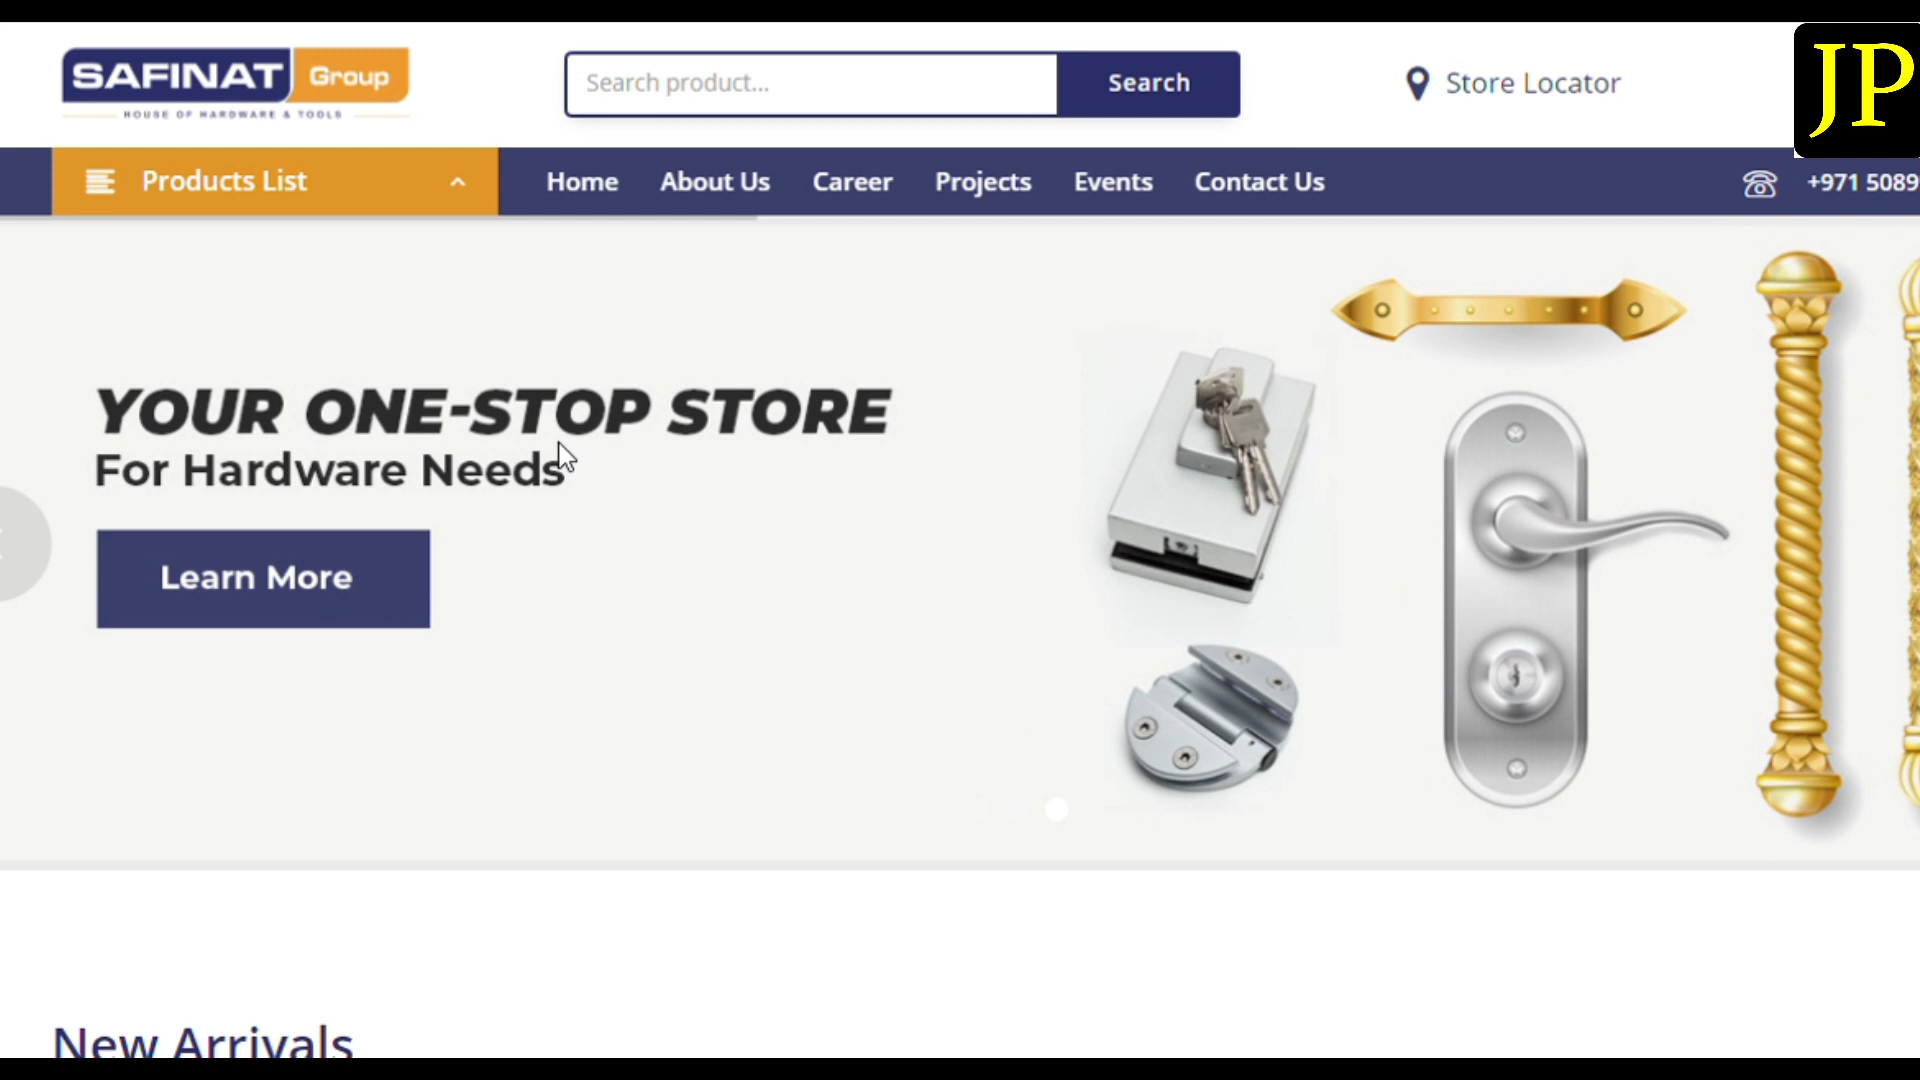 SAFINAT Group
HOUSE OF HARDWARE & TOOLS
Search product...
Search
Store Locator
JP
Products List
Home
About Us
Career
Projects
Events
Contact Us
+971 5089
YOUR ONE-STOP STORE
For Hardware Needs
Learn More
New Arrivals